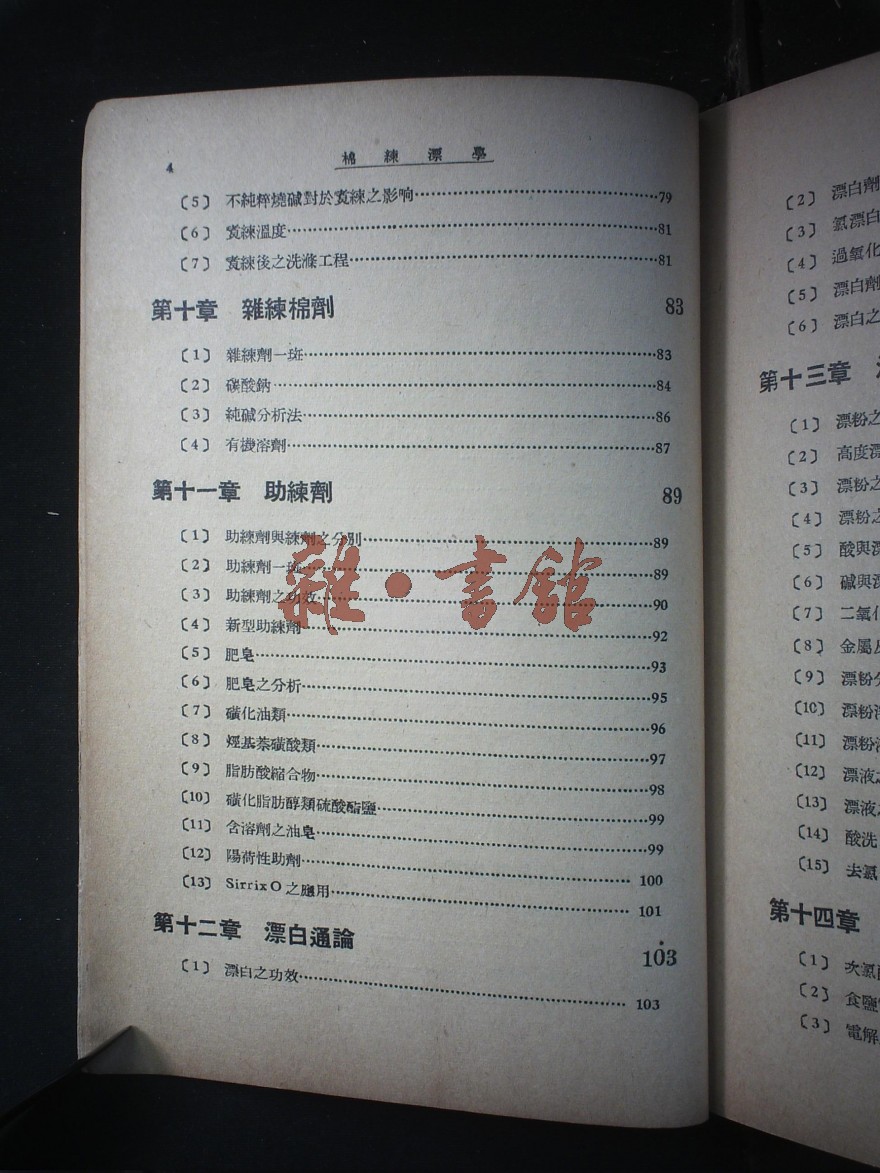 4 棉練漂學
〔5〕 不純粹燒碱對於煑練之影响 79
〔6〕 煑練溫度 81
〔7〕 煑練後之洗滌工程 81
第十章 雜練棉劑 83
〔1〕 雜練劑一斑 83
〔2〕 碳酸鈉 84
〔3〕 純碱分析法 86
〔4〕 有機溶劑 87
第十一章 助練劑 89
〔1〕 助練劑與練劑之分別 89
〔2〕 助練劑一斑 89
〔3〕 助練劑之功效 90
〔4〕 新型助練劑 92
〔5〕 肥皂 93
〔6〕 肥皂之分析 95
〔7〕 磺化油類 96
〔8〕 烴基萘磺酸類 97
〔9〕 脂肪酸縮合物 98
〔10〕 磺化脂肪醇類硫酸酯鹽 99
〔11〕 含溶劑之油皂 99
〔12〕 陽荷性助劑 100
〔13〕 Sirrix O 之應用 101
第十二章 漂白通論 103
〔1〕 漂白之功效 103
雜·書館
〔2〕 漂白劑
〔3〕 氯漂白
〔4〕 過氧化
〔5〕 漂白劑
〔6〕 漂白之
第十三章
〔1〕 漂粉之
〔2〕 高度漂
〔3〕 漂粉之
〔4〕 漂粉之
〔5〕 酸與漂
〔6〕 碱與漂
〔7〕 二氧化
〔8〕 金屬
〔9〕 漂粉分
〔10〕 漂粉
〔11〕 漂粉
〔12〕 漂液之
〔13〕 漂液
〔14〕 酸洗
〔15〕 去氯
第十四章
〔1〕 次氯
〔2〕 食鹽
〔3〕 電解